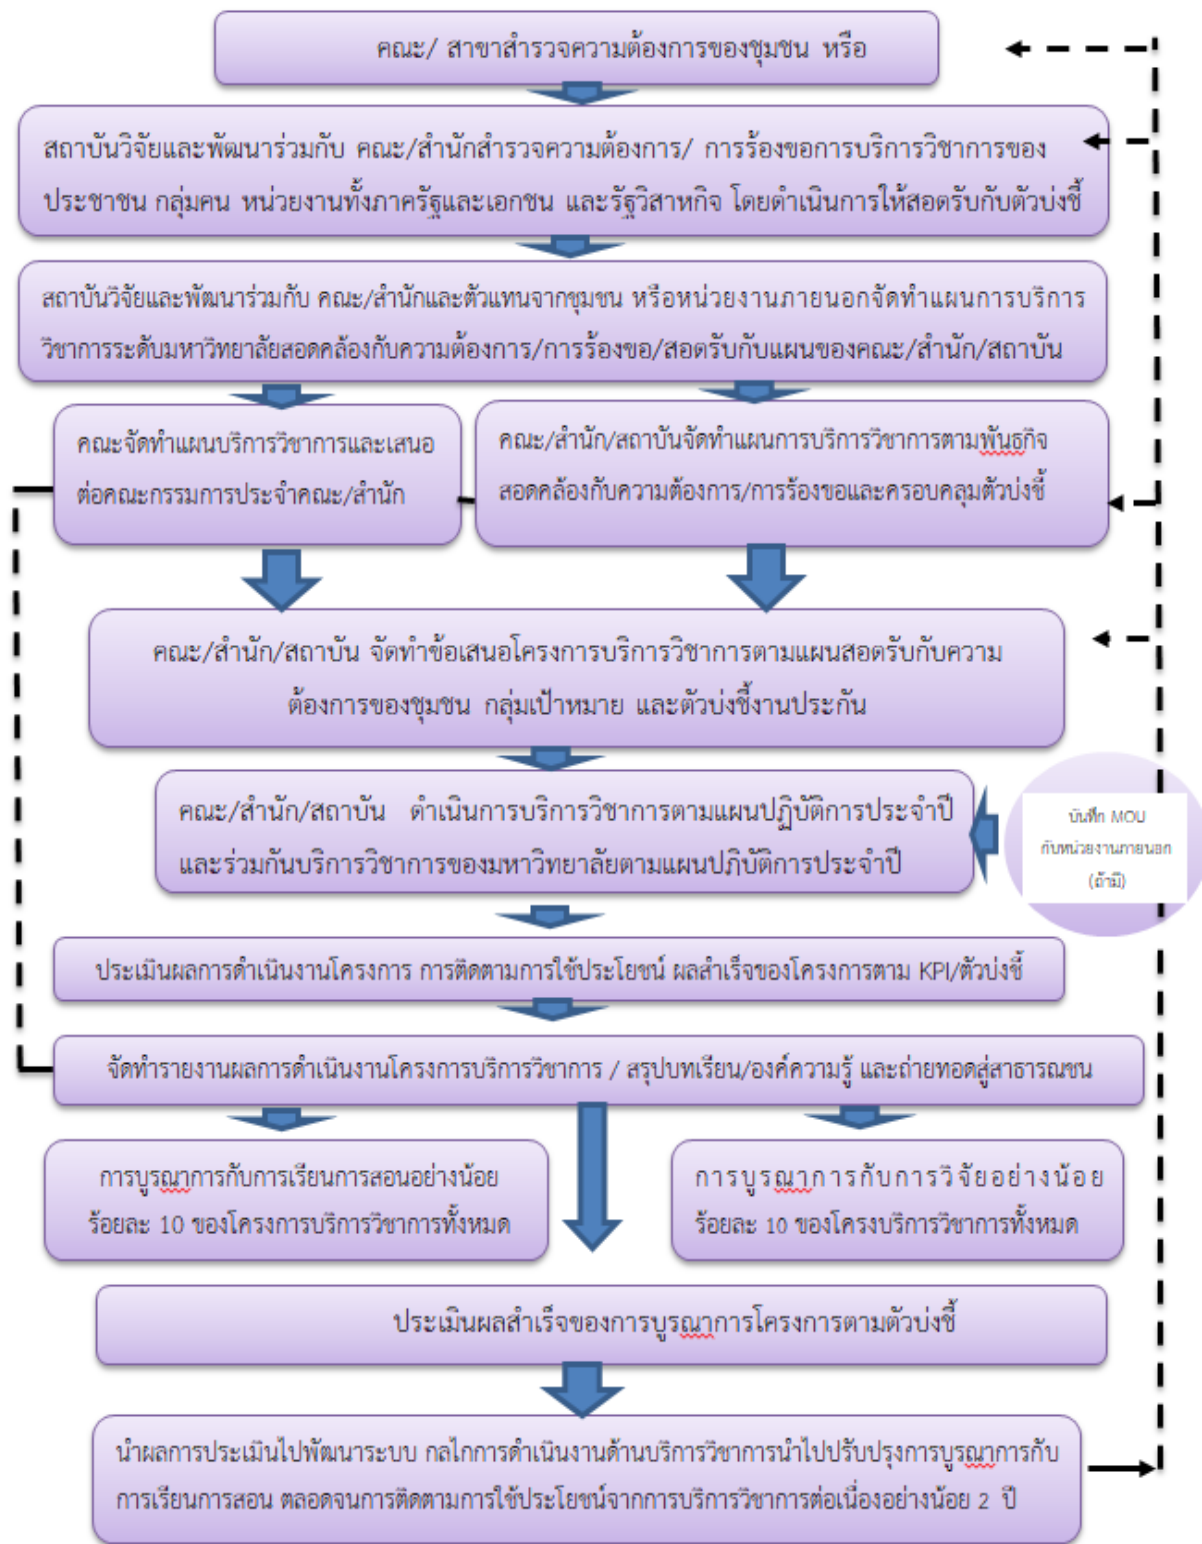 คณะ/ สาขาสำรวจความต้องการของชุมชน หรือ
สถาบันวิจัยและพัฒนาร่วมกับ คณะ/สำนักสำรวจความต้องการ/ การร้องขอการบริการวิชาการของ
ประชาชน กลุ่มคน หน่วยงานทั้งภาครัฐและเอกชน และรัฐวิสาหกิจ โดยดำเนินการให้สอดรับกับตัวบ่งชี้
สถาบันวิจัยและพัฒนาร่วมกับ คณะ/สำนักและตัวแทนจากชุมชน หรือหน่วยงานภายนอกจัดทำแผนการบริการ
วิชาการระดับมหาวิทยาลัยสอดคล้องกับความต้องการ/การร้องขอ/สอดรับกับแผนของคณะ/สำนัก/สถาบัน
คณะจัดทำแผนบริการวิชาการและเสนอ
ต่อคณะกรรมการประจำคณะ/สำนัก
คณะ/สำนัก/สถาบันจัดทำแผนการบริการวิชาการตามพันธกิจ
สอดคล้องกับความต้องการ/การร้องขอและครอบคลุมตัวบ่งชี้
คณะ/สำนัก/สถาบัน จัดทำข้อเสนอโครงการบริการวิชาการตามแผนสอดรับกับความ
ต้องการของชุมชน กลุ่มเป้าหมาย และตัวบ่งชี้งานประกัน
คณะ/สำนัก/สถาบัน ดำเนินการบริการวิชาการตามแผนปฏิบัติการประจำปี
และร่วมกันบริการวิชาการของมหาวิทยาลัยตามแผนปฏิบัติการประจำปี
บันทึก MOU
กับหน่วยงานภายนอก
(ถ้ามี)
ประเมินผลการดำเนินงานโครงการ การติดตามการใช้ประโยชน์ ผลสำเร็จของโครงการตาม KPI/ตัวบ่งชี้
จัดทำรายงานผลการดำเนินงานโครงการบริการวิชาการ / สรุปบทเรียน/องค์ความรู้ และถ่ายทอดสู่สาธารณชน
การบูรณาการกับการเรียนการสอนอย่างน้อย
ร้อยละ 10 ของโครงการบริการวิชาการทั้งหมด
การบูรณาการกับการวิจัยอย่างน้อย
ร้อยละ 10 ของโครงบริการวิชาการทั้งหมด
ประเมินผลสำเร็จของการบูรณาการโครงการตามตัวบ่งชี้
นำผลการประเมินไปพัฒนาระบบ กลไกการดำเนินงานด้านบริการวิชาการนำไปปรับปรุงการบูรณาการกับ
การเรียนการสอน ตลอดจนการติดตามการใช้ประโยชน์จากการบริการวิชาการต่อเนื่องอย่างน้อย 2 ปี